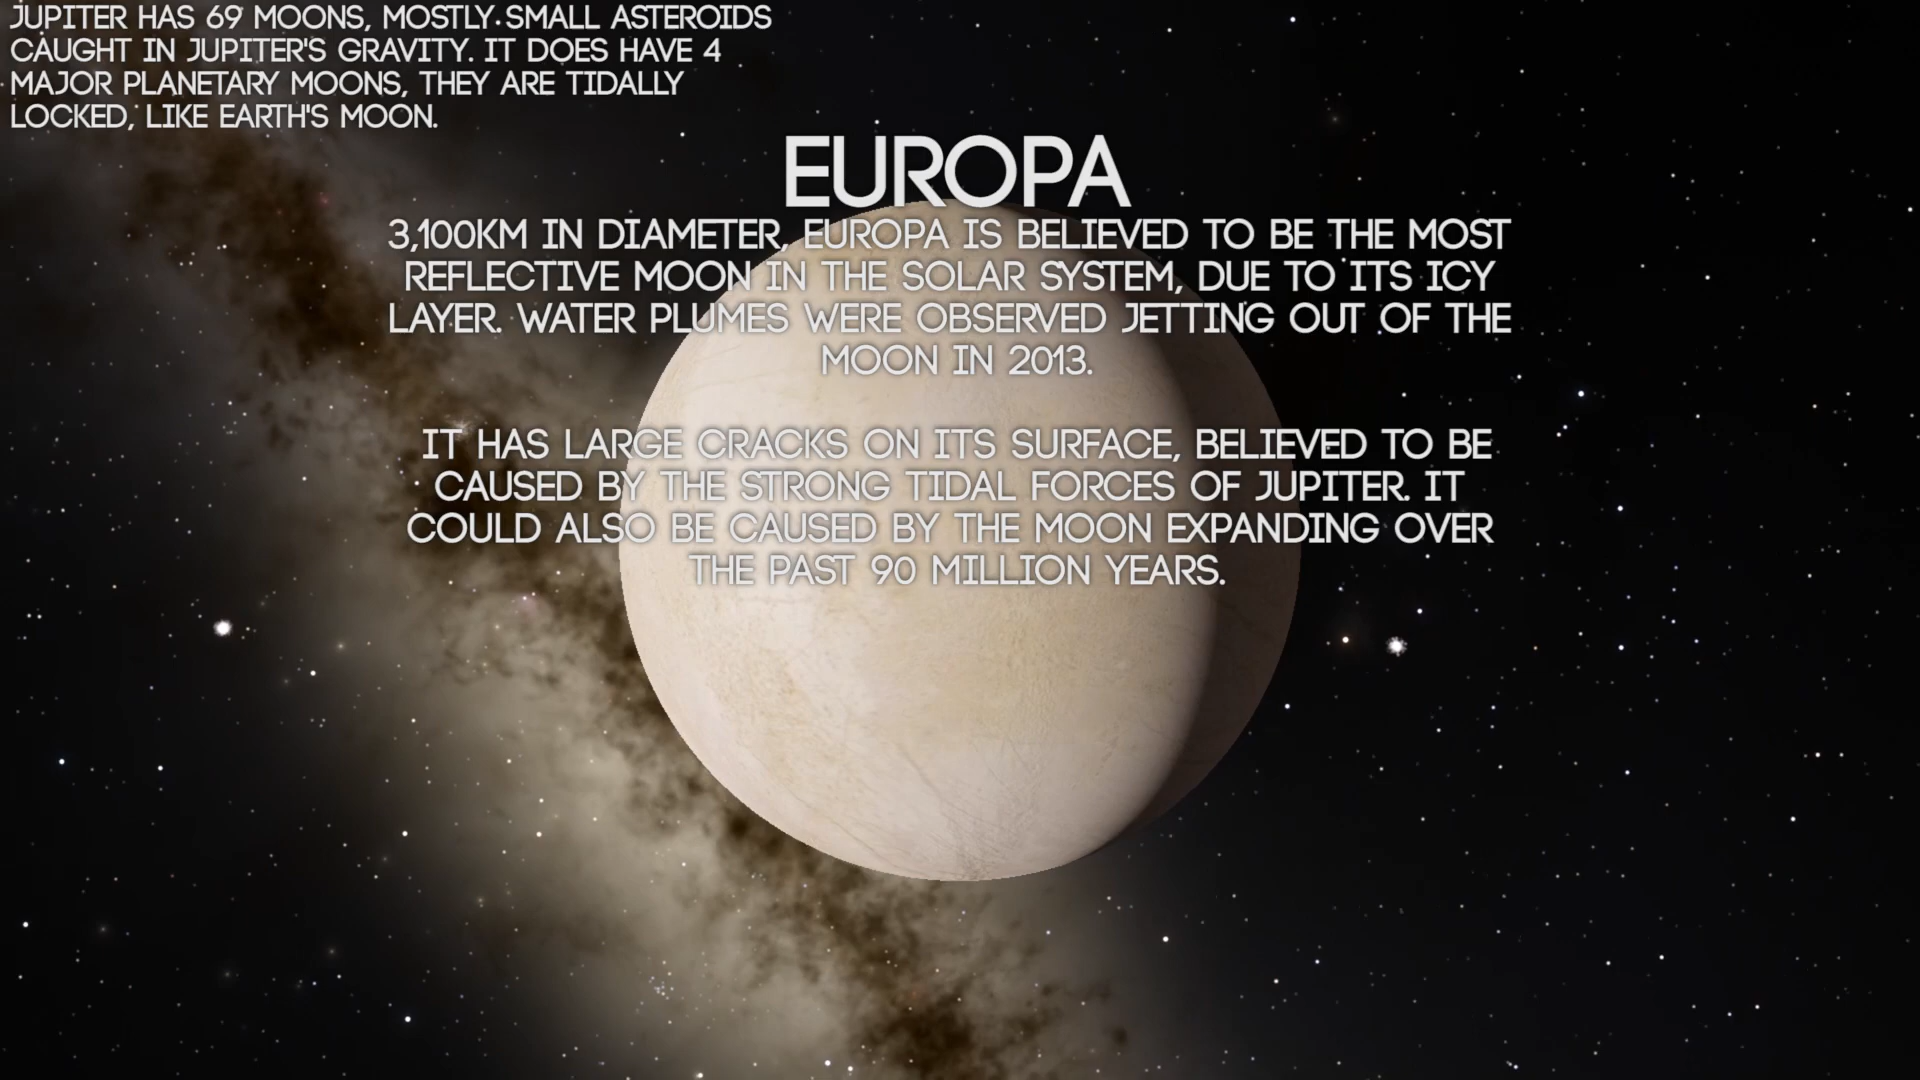 JUPITER HAS 69 MOONS, MOSTLY SMALL ASTEROIDS
CAUGHT IN JUPITER'S GRAVITY. IT DOES HAVE 4
MAJOR PLANETARY MOONS, THEY ARE TIDALLY
LOCKED, LIKE EARTH'S MOON.
EUROPA
3,100KM IN DIAMETER, EUROPA IS BELIEVED TO BE THE MOST
REFLECTIVE MOON IN THE SOLAR SYSTEM, DUE TO ITS ICY
LAYER. WATER PLUMES WERE OBSERVED JETTING OUT OF THE
MOON IN 2013.
IT HAS LARGE CRACKS ON ITS SURFACE, BELIEVED TO BE
CAUSED BY THE STRONG TIDAL FORCES OF JUPITER. IT
COULD ALSO BE CAUSED BY THE MOON EXPANDING OVER
THE PAST 90 MILLION YEARS.